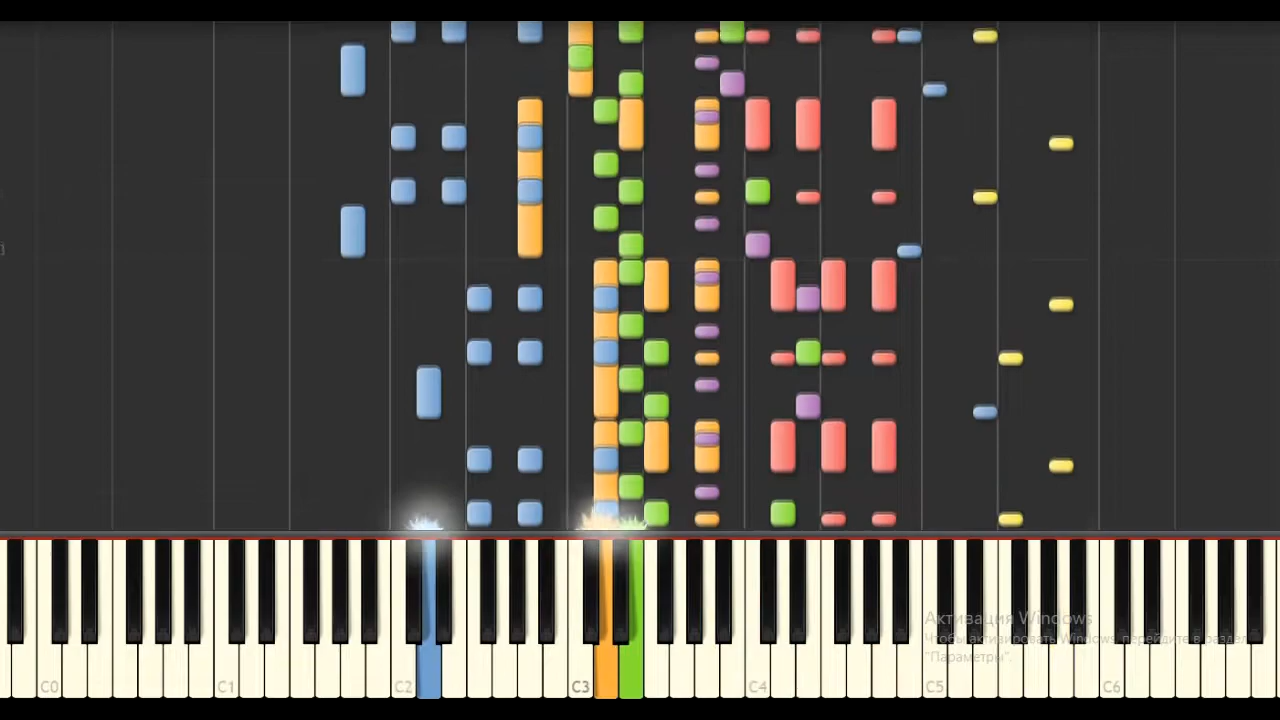 Активация Windows
Чтобы активировать Windows, перейдите в раздел
"Параметры".
C0 C1 C2 C3 C4 C5 C6